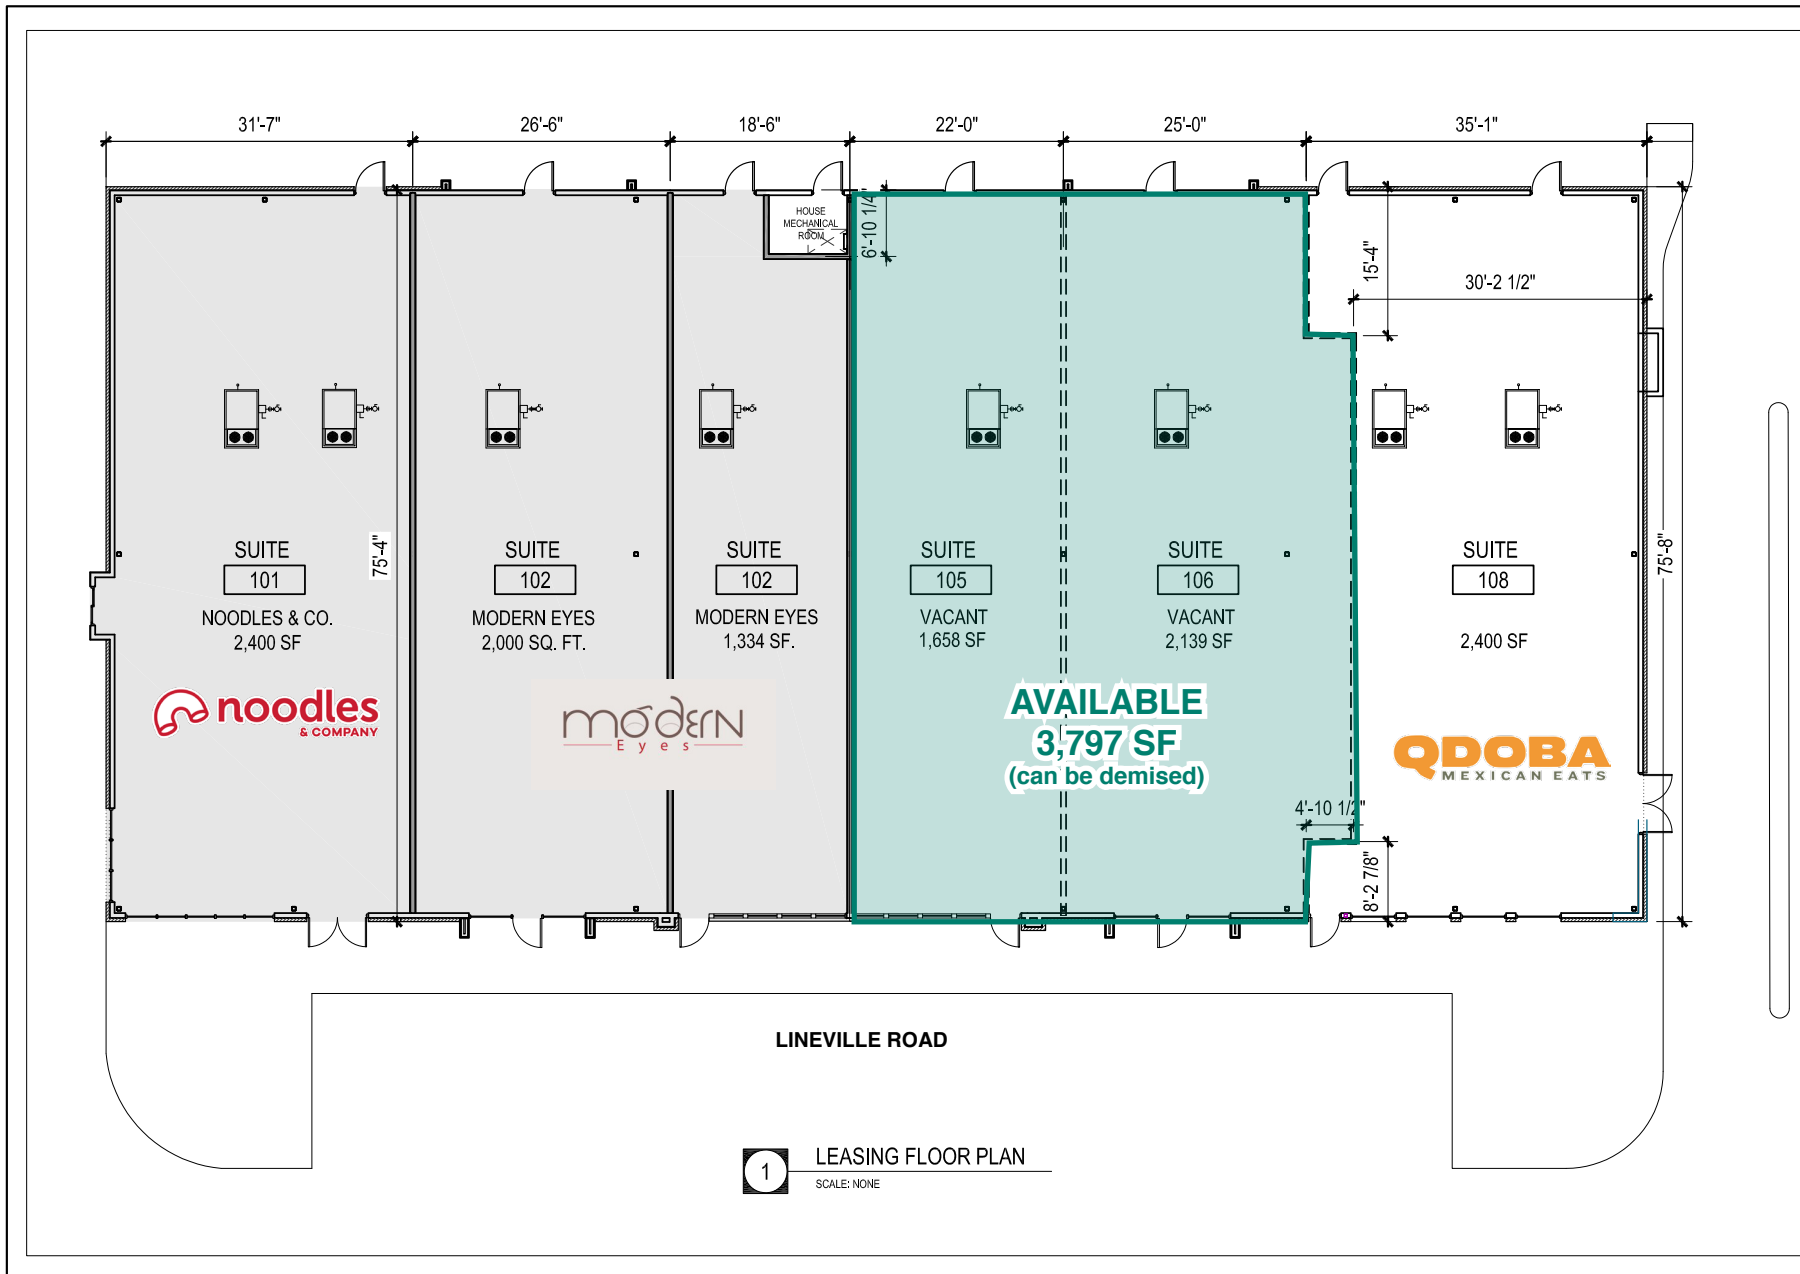 31'-7"
26'-6"
18'-6"
22'-0"
25'-0"
35'-1"
HOUSE
MECHANICAL
ROOM
6'-10 1/4"
15'-4"
30'-2 1/2"
75'-4"
75'-8"
SUITE
101
NOODLES & CO.
2,400 SF
SUITE
102
MODERN EYES
2,000 SQ. FT.
SUITE
102
MODERN EYES
1,334 SF.
SUITE
105
VACANT
1,658 SF
SUITE
106
VACANT
2,139 SF
SUITE
108
2,400 SF
noodles
& COMPANY
modern
Eyes
AVAILABLE
3,797 SF
(can be demised)
QDOBA
MEXICAN EATS
4'-10 1/2"
8'-2 7/8"
LINEVILLE ROAD
1
LEASING FLOOR PLAN
SCALE: NONE